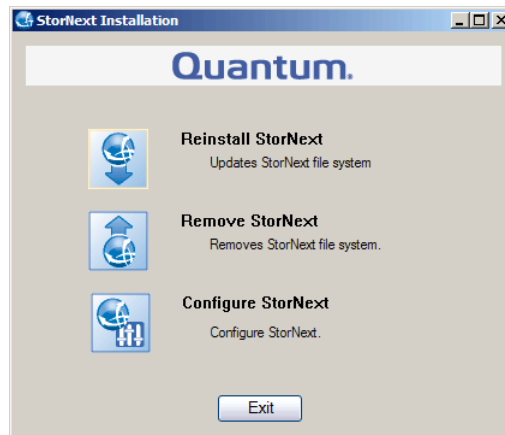 StorNext Installation
Quantum.
Reinstall StorNext
Updates StorNext file system
Remove StorNext
Removes StorNext file system.
Configure StorNext
Configure StorNext.
Exit